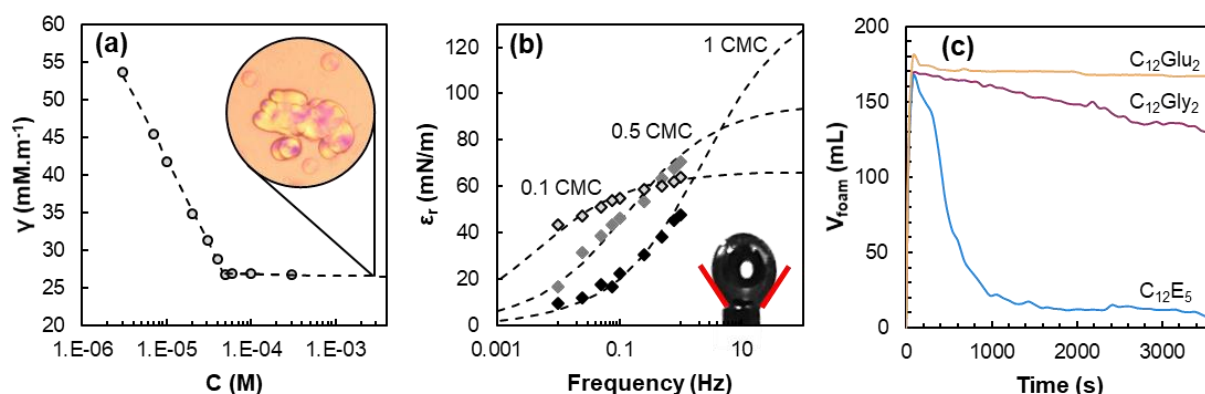 (a)
60
55
50
45
40
35
30
25
20
γ (mM.m⁻¹)
1.E-06 1.E-05 1.E-04 1.E-03
C (M)
(b)
120
100
80
60
40
20
0
εᵣ (mN/m)
1 CMC
0.5 CMC
0.1 CMC
0.001 0.1 10
Frequency (Hz)
(c)
200
150
100
50
0
V_foam (mL)
C₁₂Glu₂
C₁₂Gly₂
C₁₂E₅
0 1000 2000 3000
Time (s)